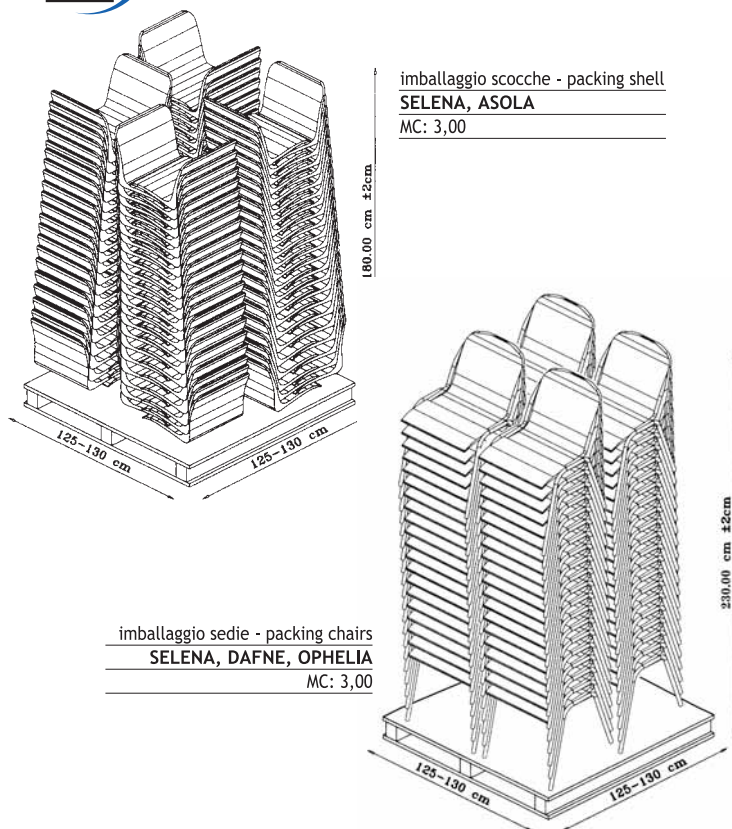 imballaggio scocche - packing shell
SELENA, ASOLA
MC: 3,00
180.00 cm ±2cm
125-130 cm
125-130 cm
230.00 cm ±2cm
imballaggio sedie - packing chairs
SELENA, DAFNE, OPHELIA
MC: 3,00
125-130 cm
125-130 cm